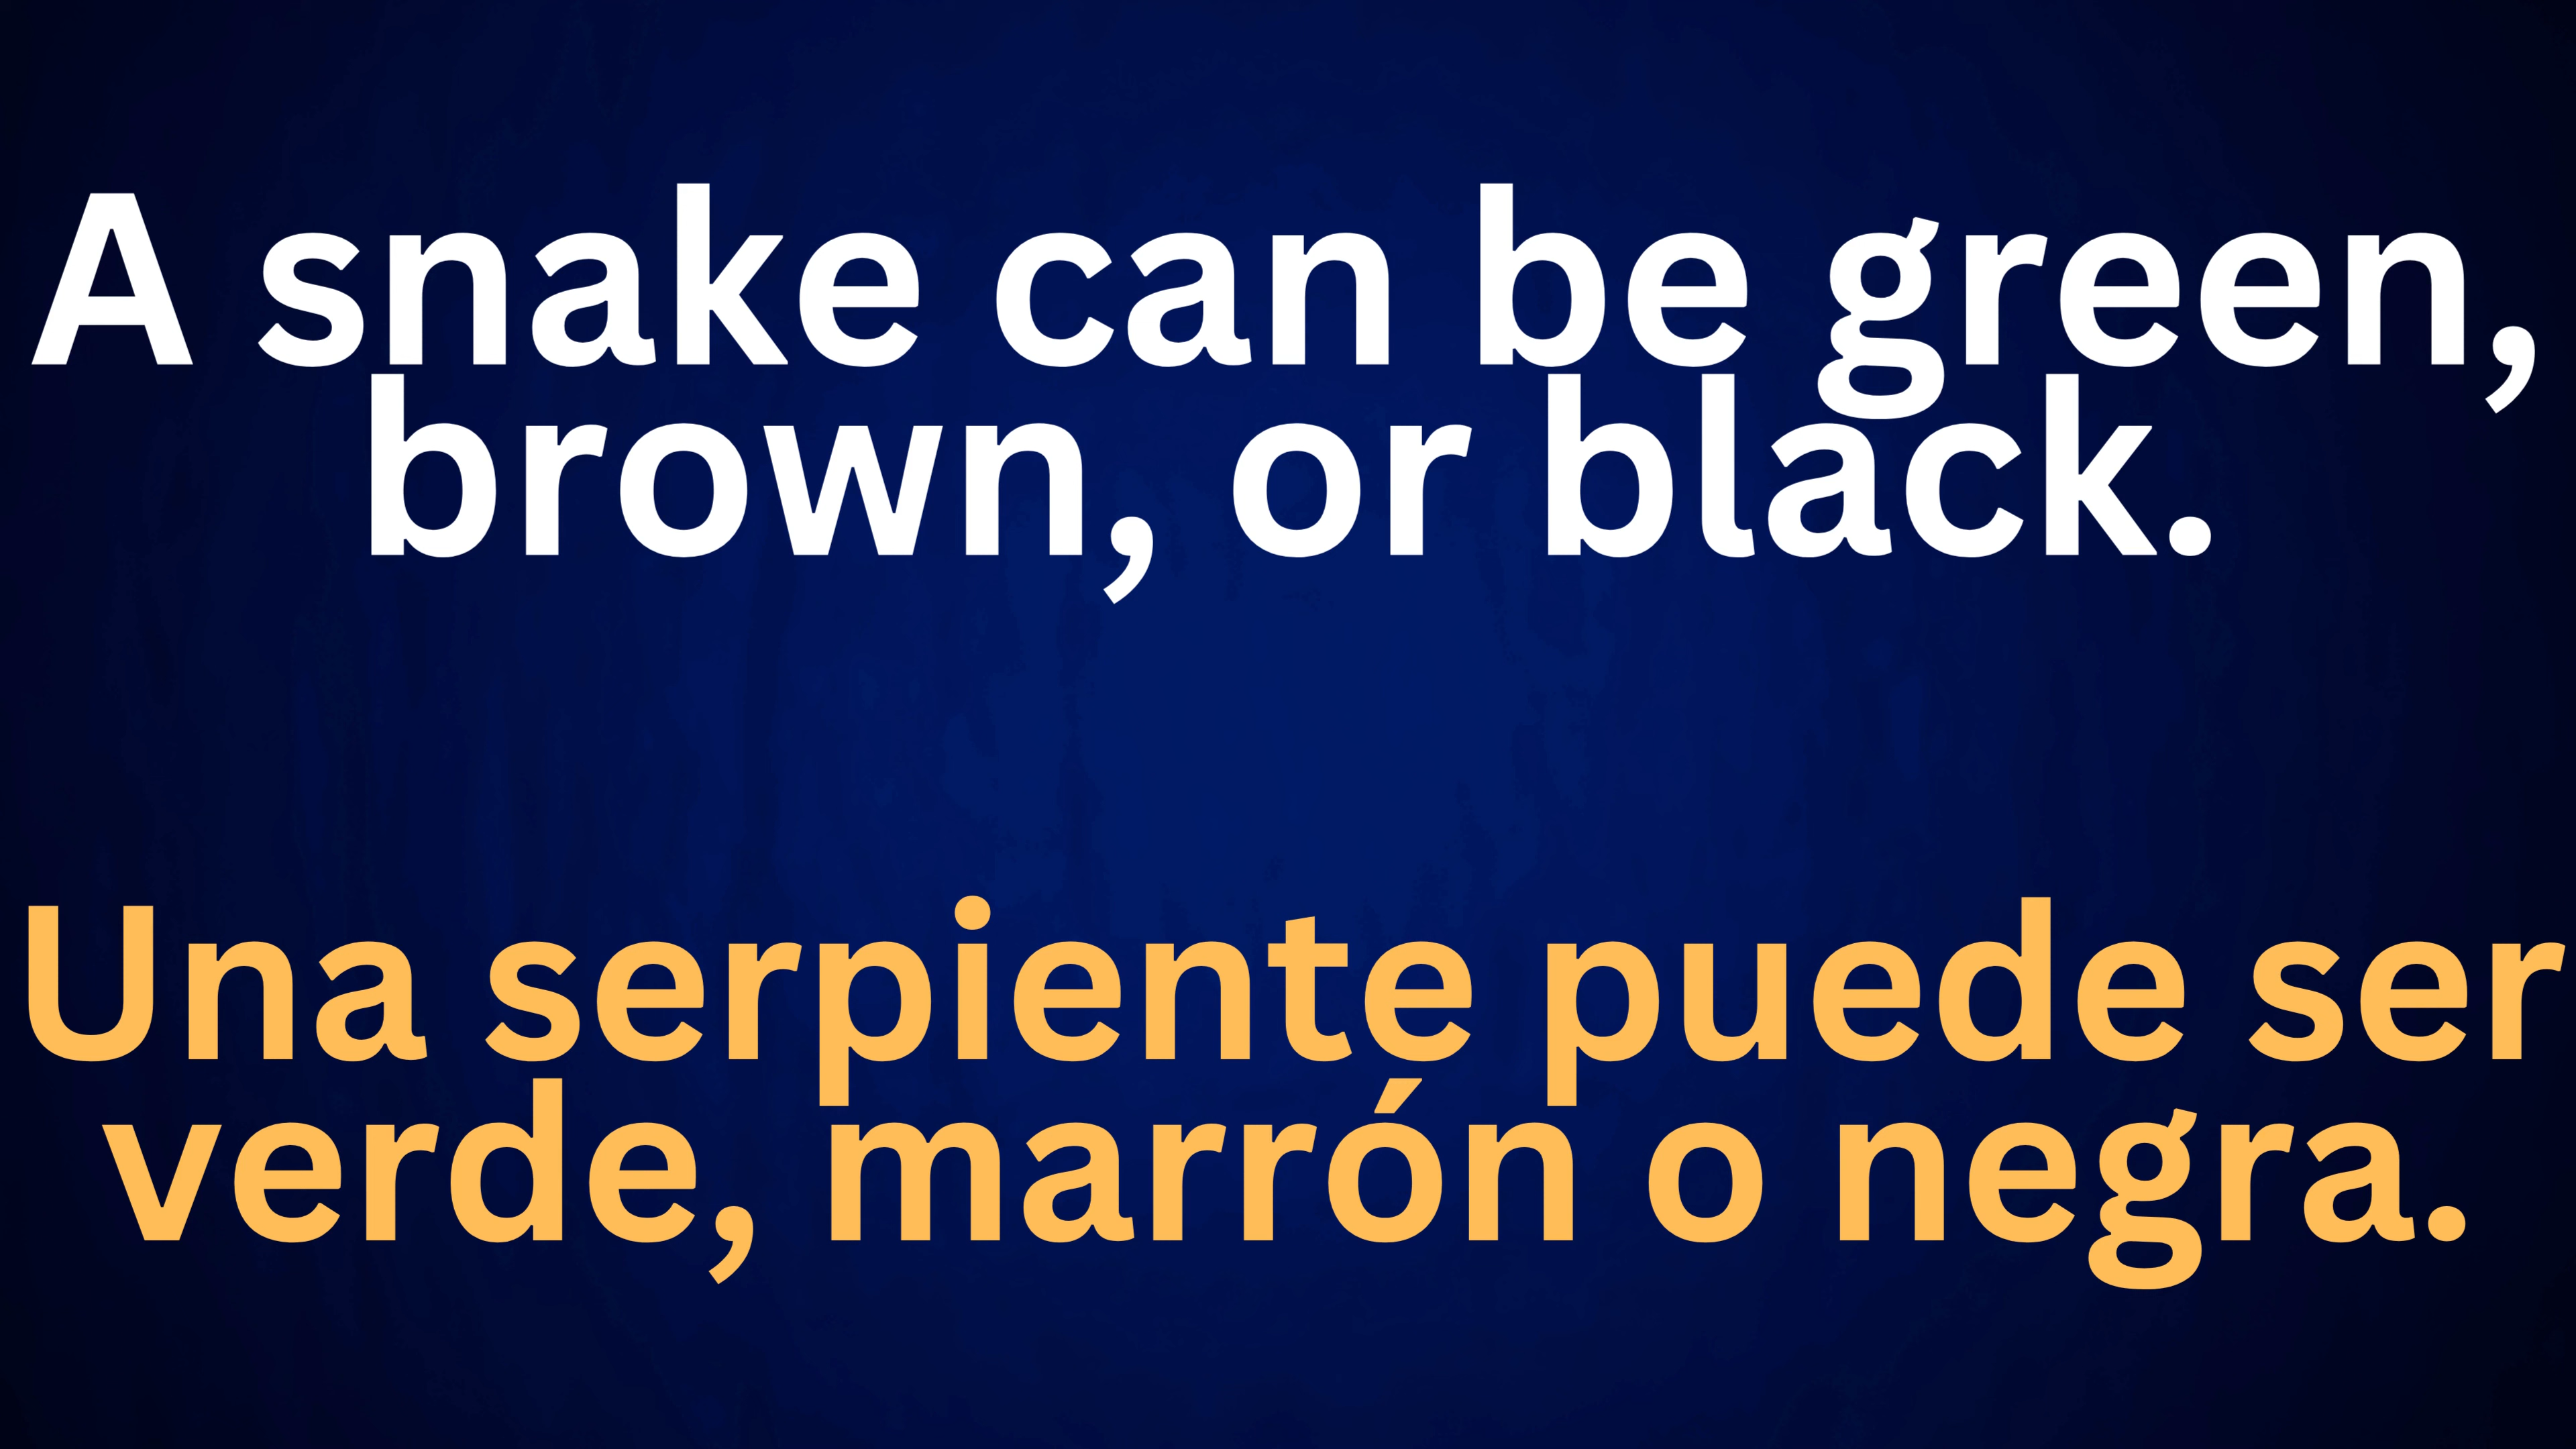 A snake can be green,
brown, or black.
Una serpiente puede ser
verde, marrón o negra.